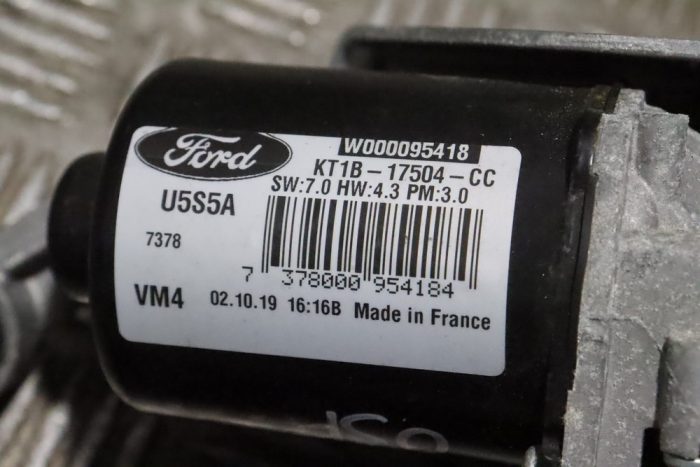 Ford
W000095418
KT1B-17504-CC
U5S5A
SW:7.0 HW:4.3 PM:3.0
7378
7 378000 954184
VM4 02.10.19 16:16B Made in France